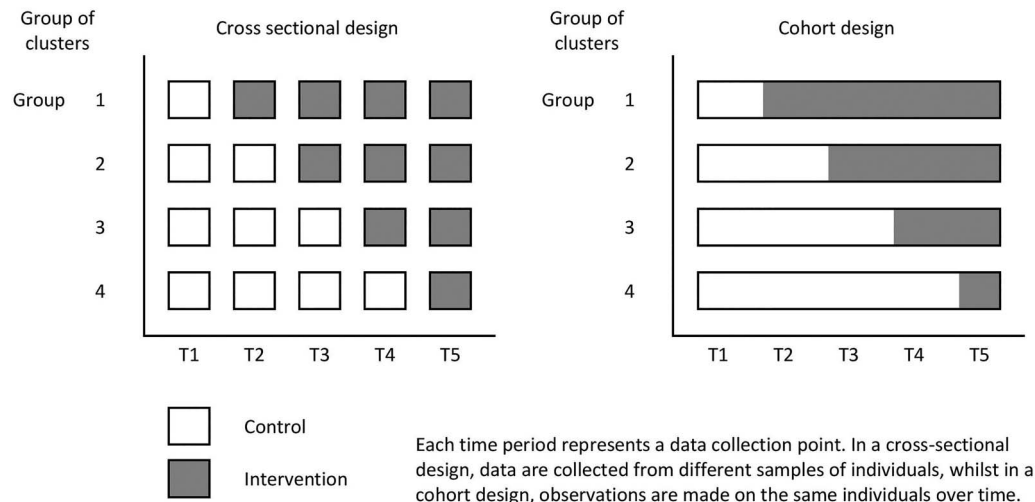 Group of
clusters
Cross sectional design
Group 1
2
3
4
T1 T2 T3 T4 T5
Group of
clusters
Cohort design
Group 1
2
3
4
T1 T2 T3 T4 T5
Control
Intervention
Each time period represents a data collection point. In a cross-sectional
design, data are collected from different samples of individuals, whilst in a
cohort design, observations are made on the same individuals over time.